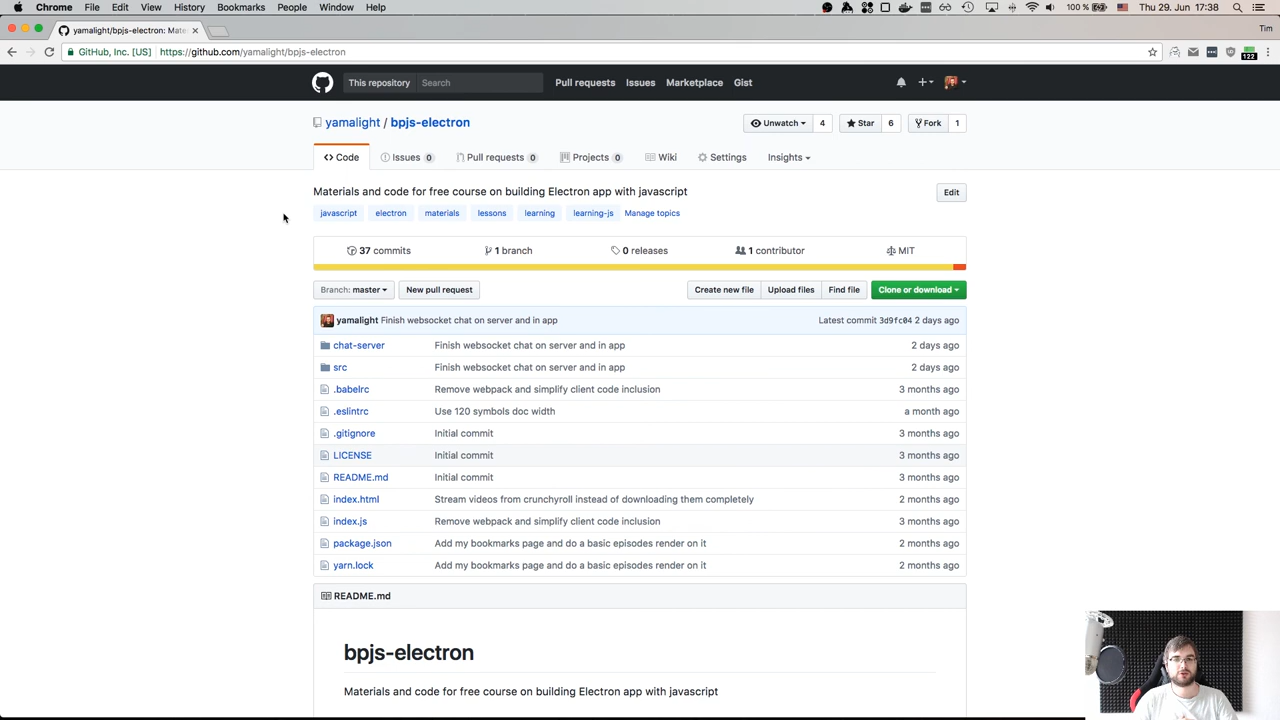 Chrome File Edit View History Bookmarks People Window Help 100 % Thu 29. Jun 17:38
yamalight/bpjs-electron: Mate Tim
GitHub, Inc. [US] https://github.com/yamalight/bpjs-electron 122
This repository Search Pull requests Issues Marketplace Gist
yamalight / bpjs-electron Unwatch 4 Star 6 Fork 1
Code Issues 0 Pull requests 0 Projects 0 Wiki Settings Insights
Materials and code for free course on building Electron app with javascript Edit
javascript electron materials lessons learning learning-js Manage topics
37 commits 1 branch 0 releases 1 contributor MIT
Branch: master New pull request Create new file Upload files Find file Clone or download
yamalight Finish websocket chat on server and in app Latest commit 3d9fc04 2 days ago
chat-server Finish websocket chat on server and in app 2 days ago
src Finish websocket chat on server and in app 2 days ago
.babelrc Remove webpack and simplify client code inclusion 3 months ago
.eslintrc Use 120 symbols doc width a month ago
.gitignore Initial commit 3 months ago
LICENSE Initial commit 3 months ago
README.md Initial commit 3 months ago
index.html Stream videos from crunchyroll instead of downloading them completely 2 months ago
index.js Remove webpack and simplify client code inclusion 3 months ago
package.json Add my bookmarks page and do a basic episodes render on it 2 months ago
yarn.lock Add my bookmarks page and do a basic episodes render on it 2 months ago
README.md
bpjs-electron
Materials and code for free course on building Electron app with javascript